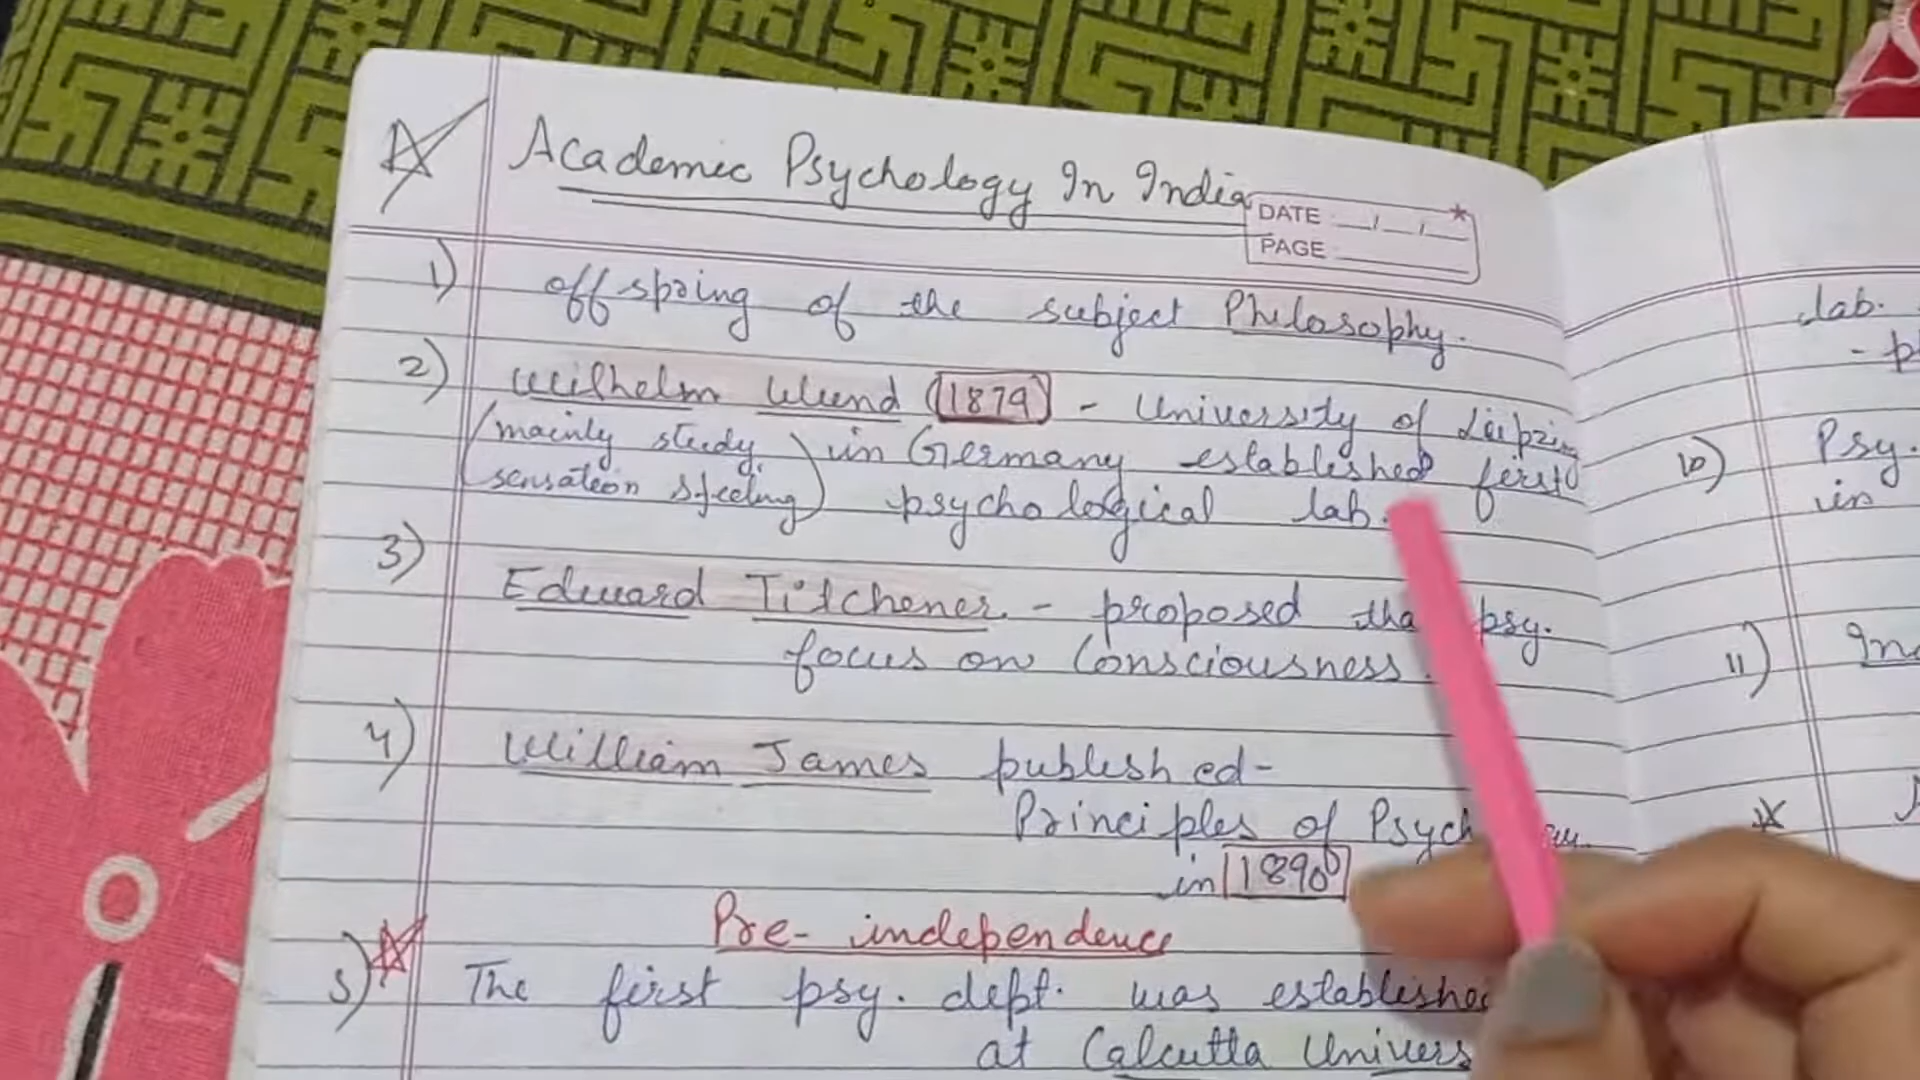 Academic Psychology In India
DATE
PAGE
1) offspring of the subject Philosophy.
2) Wilhelm Wund (1879) - University of Leipzig
(mainly study sensation & feeling)
in Germany established first
psychological lab.
3) Edward Titchener - proposed tha psy.
focus on Consciousness.
4) William James published-
Principles of Psych
in 1890
Pre-independence
5) The first psy. dept. was establishe
at Calcutta Univers
lab.
10) Psy.
in
11)